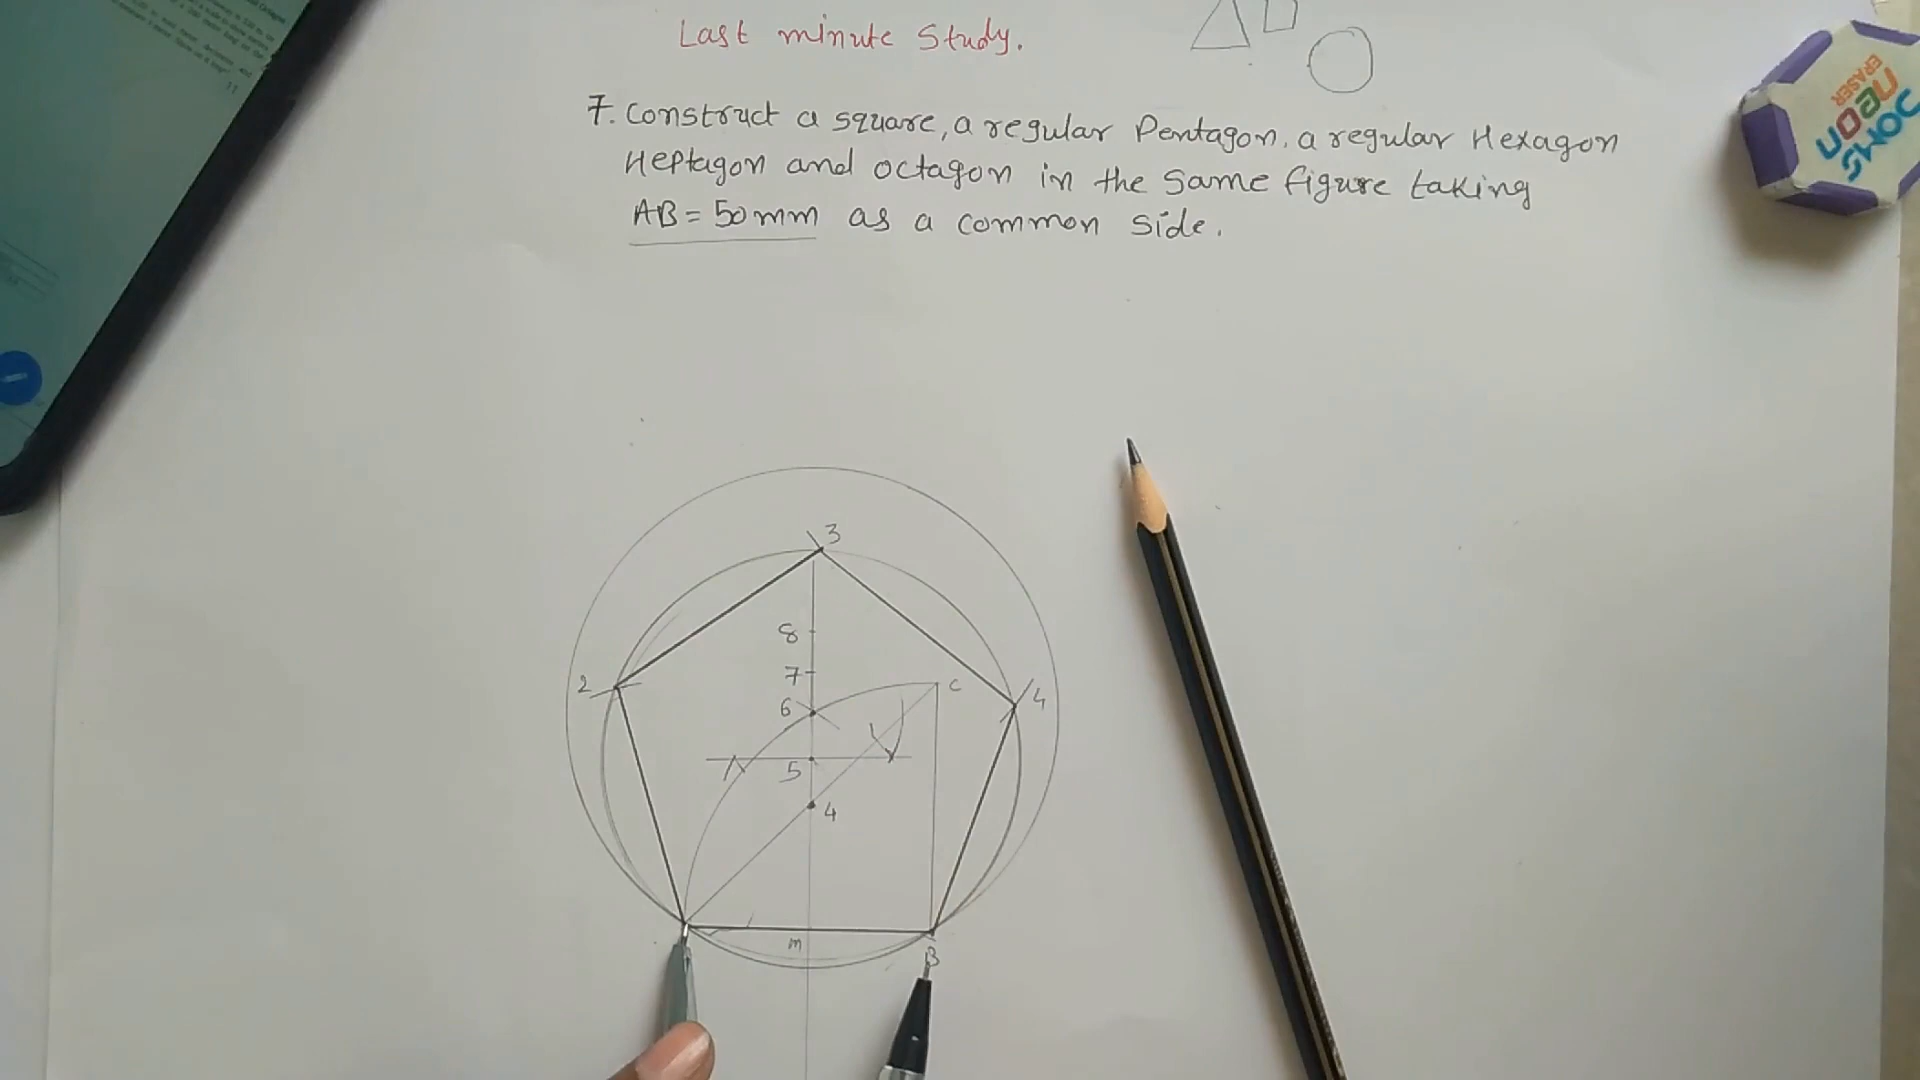 Last minute Study.
7. Construct a square, a regular Pentagon, a regular Hexagon
Heptagon and octagon in the same figure taking
AB = 50mm as a common side.
DOMS
neon
ERASER
3
8
2
7
C
4
6
5
4
m
B